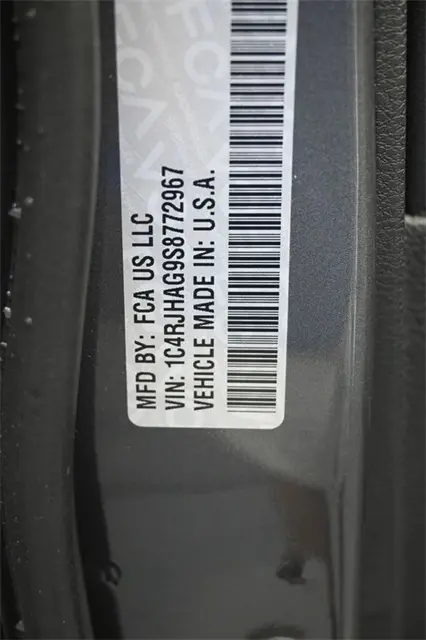 MFD BY: FCA US LLC
VIN: 1C4RJHAG9S8772967
VEHICLE MADE IN: U.S.A.